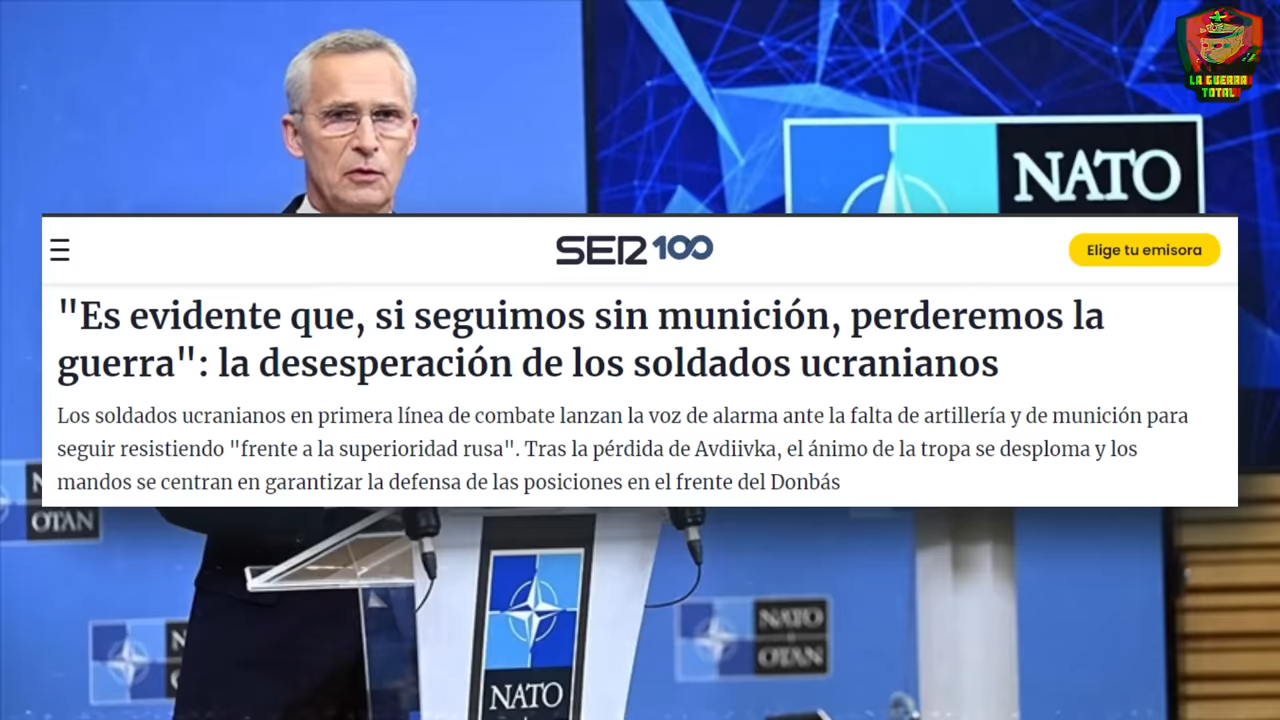 LA GUERRA
TOTAL
NATO
SER 100
Elige tu emisora
"Es evidente que, si seguimos sin munición, perderemos la
guerra": la desesperación de los soldados ucranianos
Los soldados ucranianos en primera línea de combate lanzan la voz de alarma ante la falta de artillería y de munición para
seguir resistiendo "frente a la superioridad rusa". Tras la pérdida de Avdiivka, el ánimo de la tropa se desploma y los
mandos se centran en garantizar la defensa de las posiciones en el frente del Donbás
N
OTAN
N
NATO
OTAN
NATO